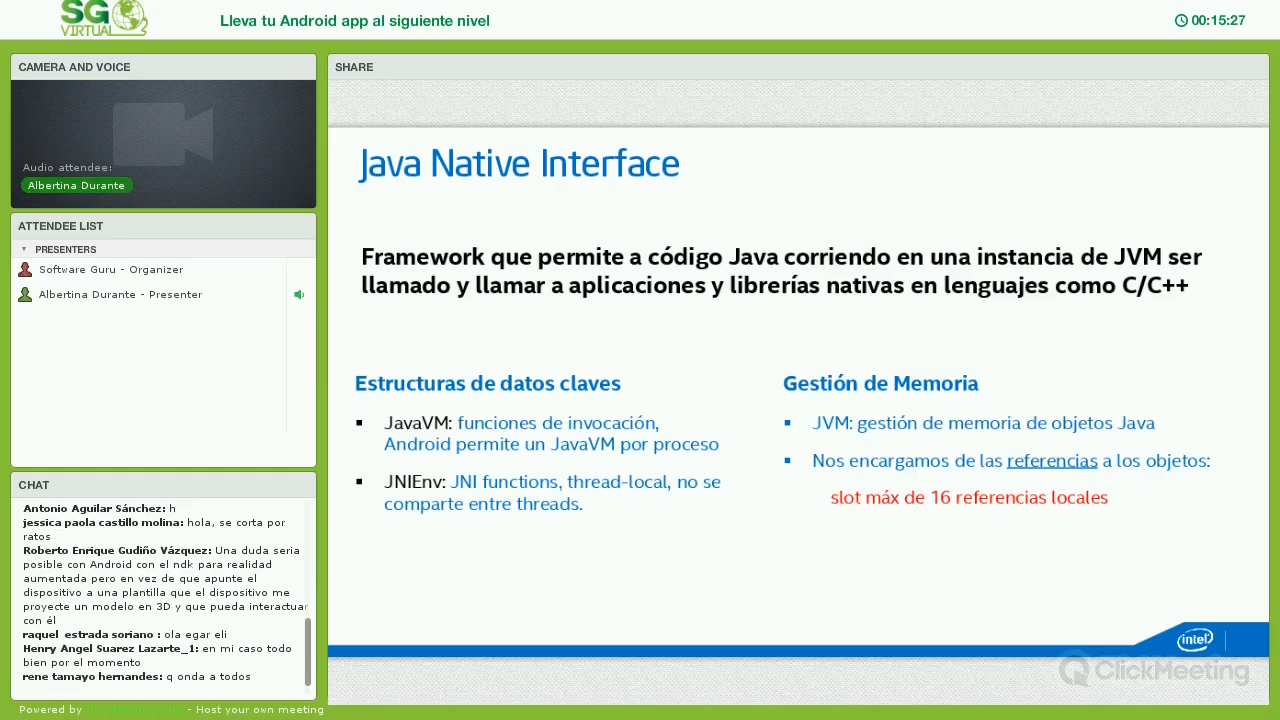 SG
VIRTUAL
Lleva tu Android app al siguiente nivel
00:15:27
CAMERA AND VOICE
Audio attendee:
Albertina Durante
ATTENDEE LIST
PRESENTERS
Software Guru - Organizer
Albertina Durante - Presenter
CHAT
Antonio Aguilar Sánchez: h
jessica paola castillo molina: hola, se corta por
ratos
Roberto Enrique Gudiño Vázquez: Una duda seria
posible con Android con el ndk para realidad
aumentada pero en vez de que apunte el
dispositivo a una plantilla que el dispositivo me
proyecte un modelo en 3D y que pueda interactuar
con él
raquel estrada soriano : ola egar eli
Henry Angel Suarez Lazarte_1: en mi caso todo
bien por el momento
rene tamayo hernandes: q onda a todos
Powered by - Host your own meeting
SHARE
Java Native Interface
Framework que permite a código Java corriendo en una instancia de JVM ser
llamado y llamar a aplicaciones y librerías nativas en lenguajes como C/C++
Estructuras de datos claves
JavaVM: funciones de invocación,
Android permite un JavaVM por proceso
JNIEnv: JNI functions, thread-local, no se
comparte entre threads.
Gestión de Memoria
JVM: gestión de memoria de objetos Java
Nos encargamos de las referencias a los objetos:
slot máx de 16 referencias locales
intel
ClickMeeting